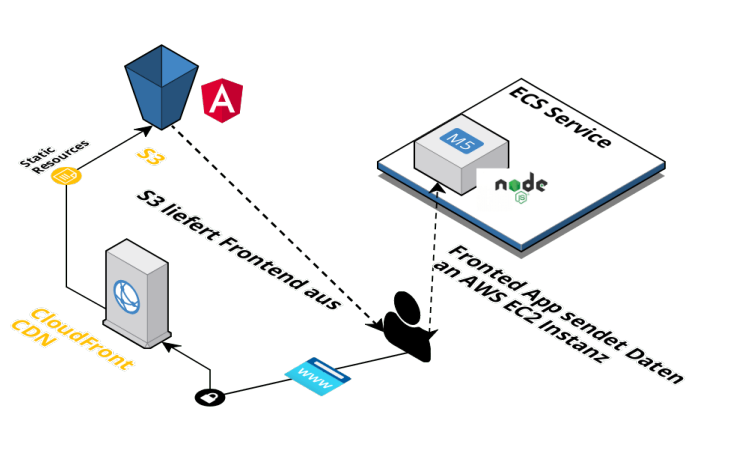 ECS Service
M5
node
JS
A
Static
Resources
S3
S3 liefert Frontend aus
Fronted App sendet Daten
an AWS EC2 Instanz
CloudFront
CDN
www